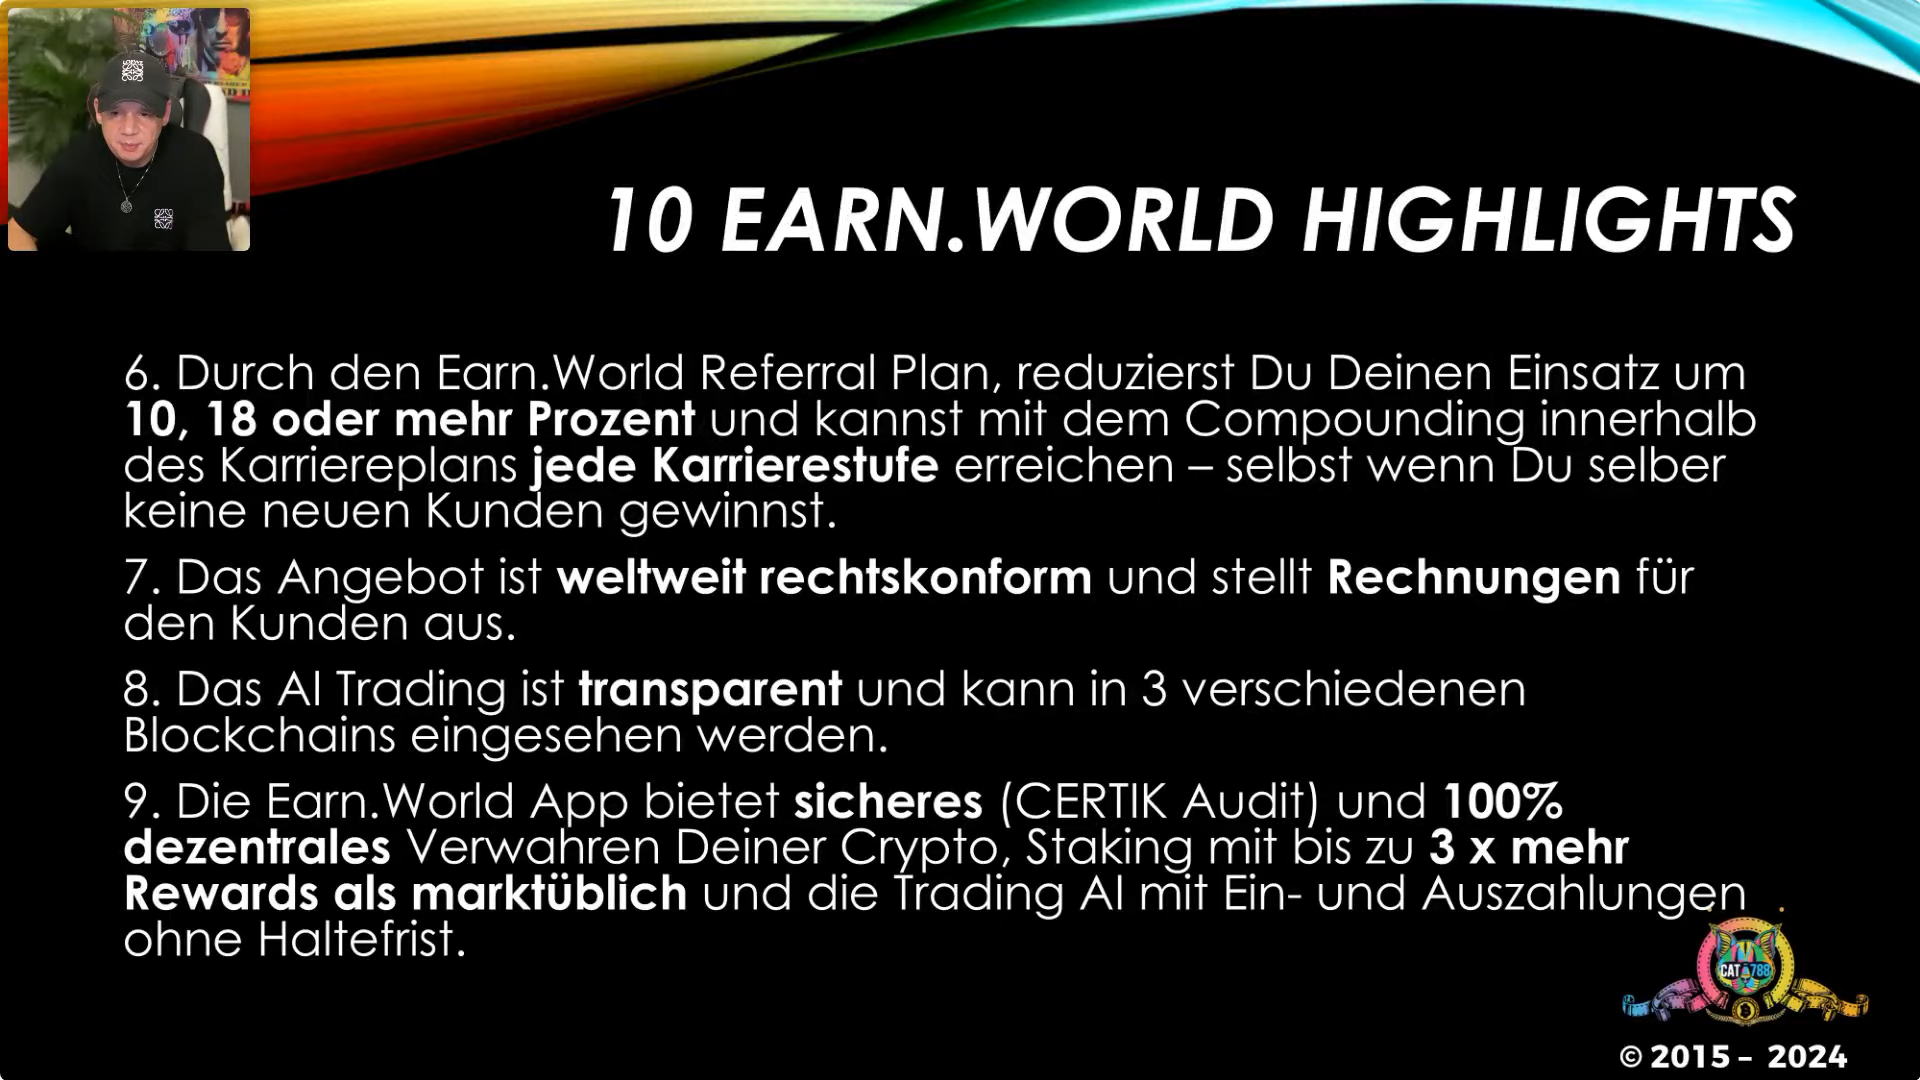 10 EARN.WORLD HIGHLIGHTS
6. Durch den Earn.World Referral Plan, reduzierst Du Deinen Einsatz um
10, 18 oder mehr Prozent und kannst mit dem Compounding innerhalb
des Karriereplans jede Karrierestufe erreichen – selbst wenn Du selber
keine neuen Kunden gewinnst.
7. Das Angebot ist weltweit rechtskonform und stellt Rechnungen für
den Kunden aus.
8. Das AI Trading ist transparent und kann in 3 verschiedenen
Blockchains eingesehen werden.
9. Die Earn.World App bietet sicheres (CERTIK Audit) und 100%
dezentrales Verwahren Deiner Crypto, Staking mit bis zu 3 x mehr
Rewards als marktüblich und die Trading AI mit Ein- und Auszahlungen
ohne Haltefrist.
CAT 788
© 2015 – 2024